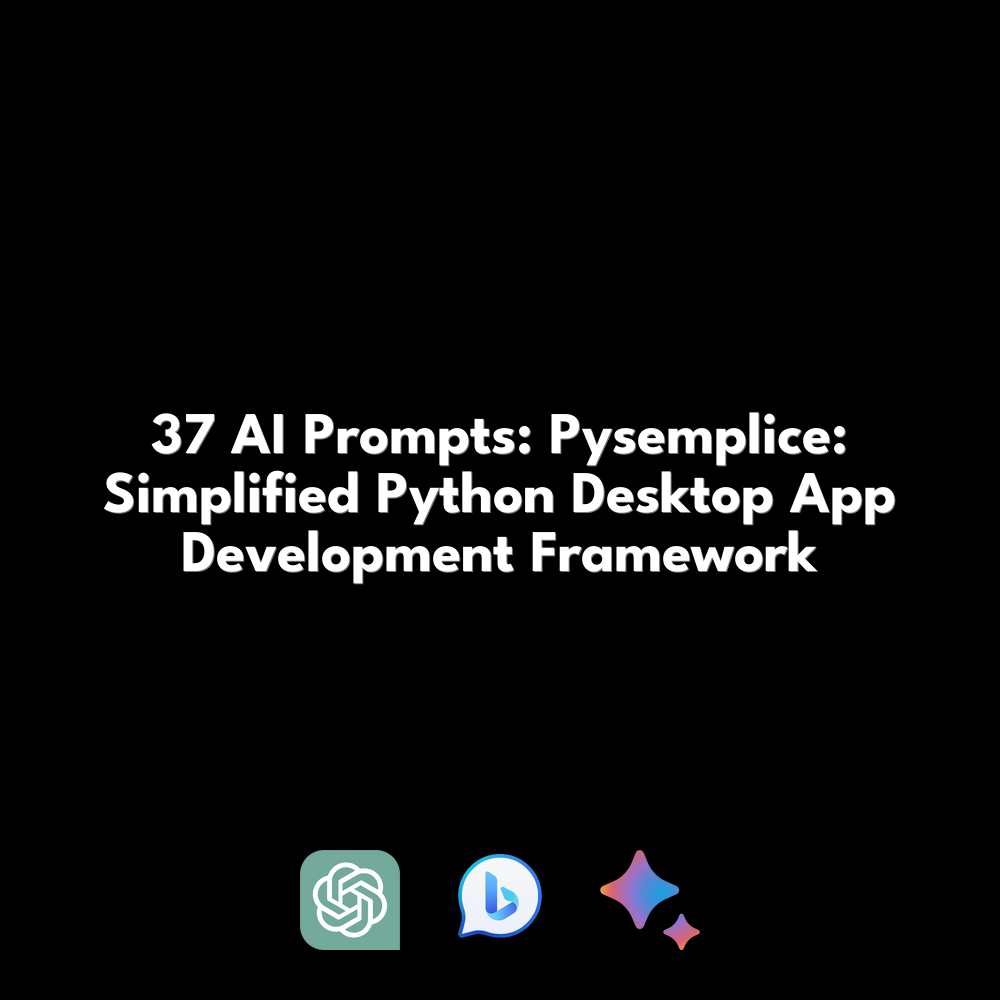 37 AI Prompts: Pysemplice:
Simplified Python Desktop App
Development Framework